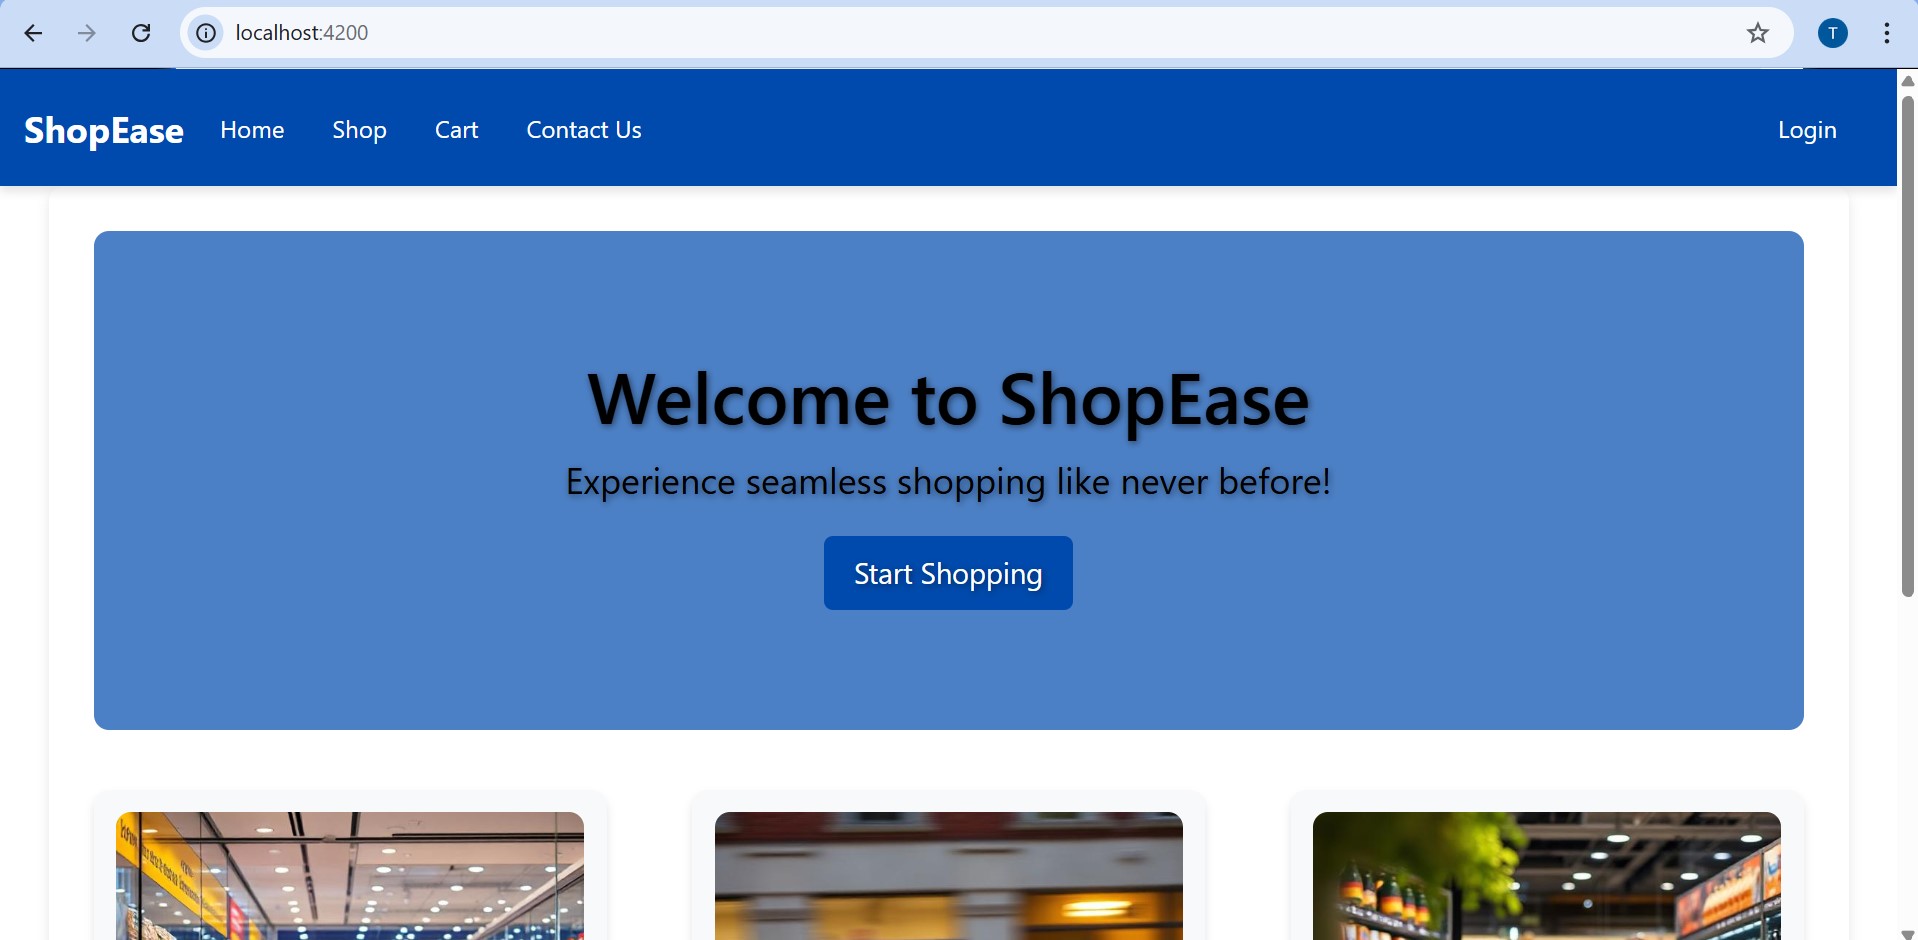 localhost:4200
T
ShopEase
Home
Shop
Cart
Contact Us
Login
Welcome to ShopEase
Experience seamless shopping like never before!
Start Shopping